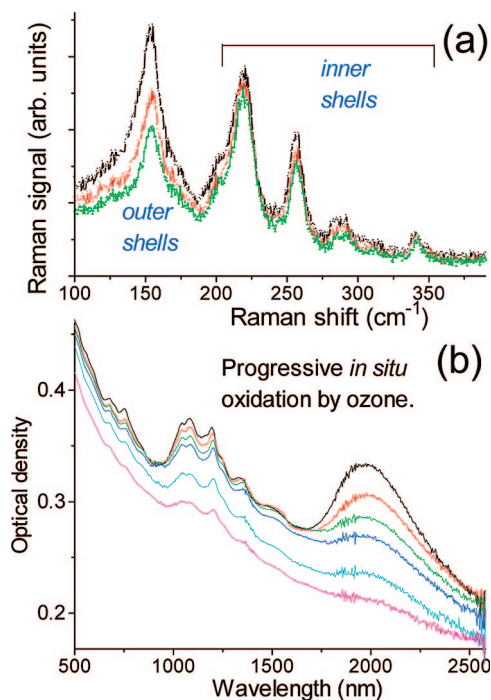 (a)
inner
shells
outer
shells
Raman signal (arb. units)
100 150 200 250 300 350
Raman shift (cm⁻¹)
(b)
Progressive in situ
oxidation by ozone.
0.4
0.3
0.2
Optical density
500 1000 1500 2000 2500
Wavelength (nm)